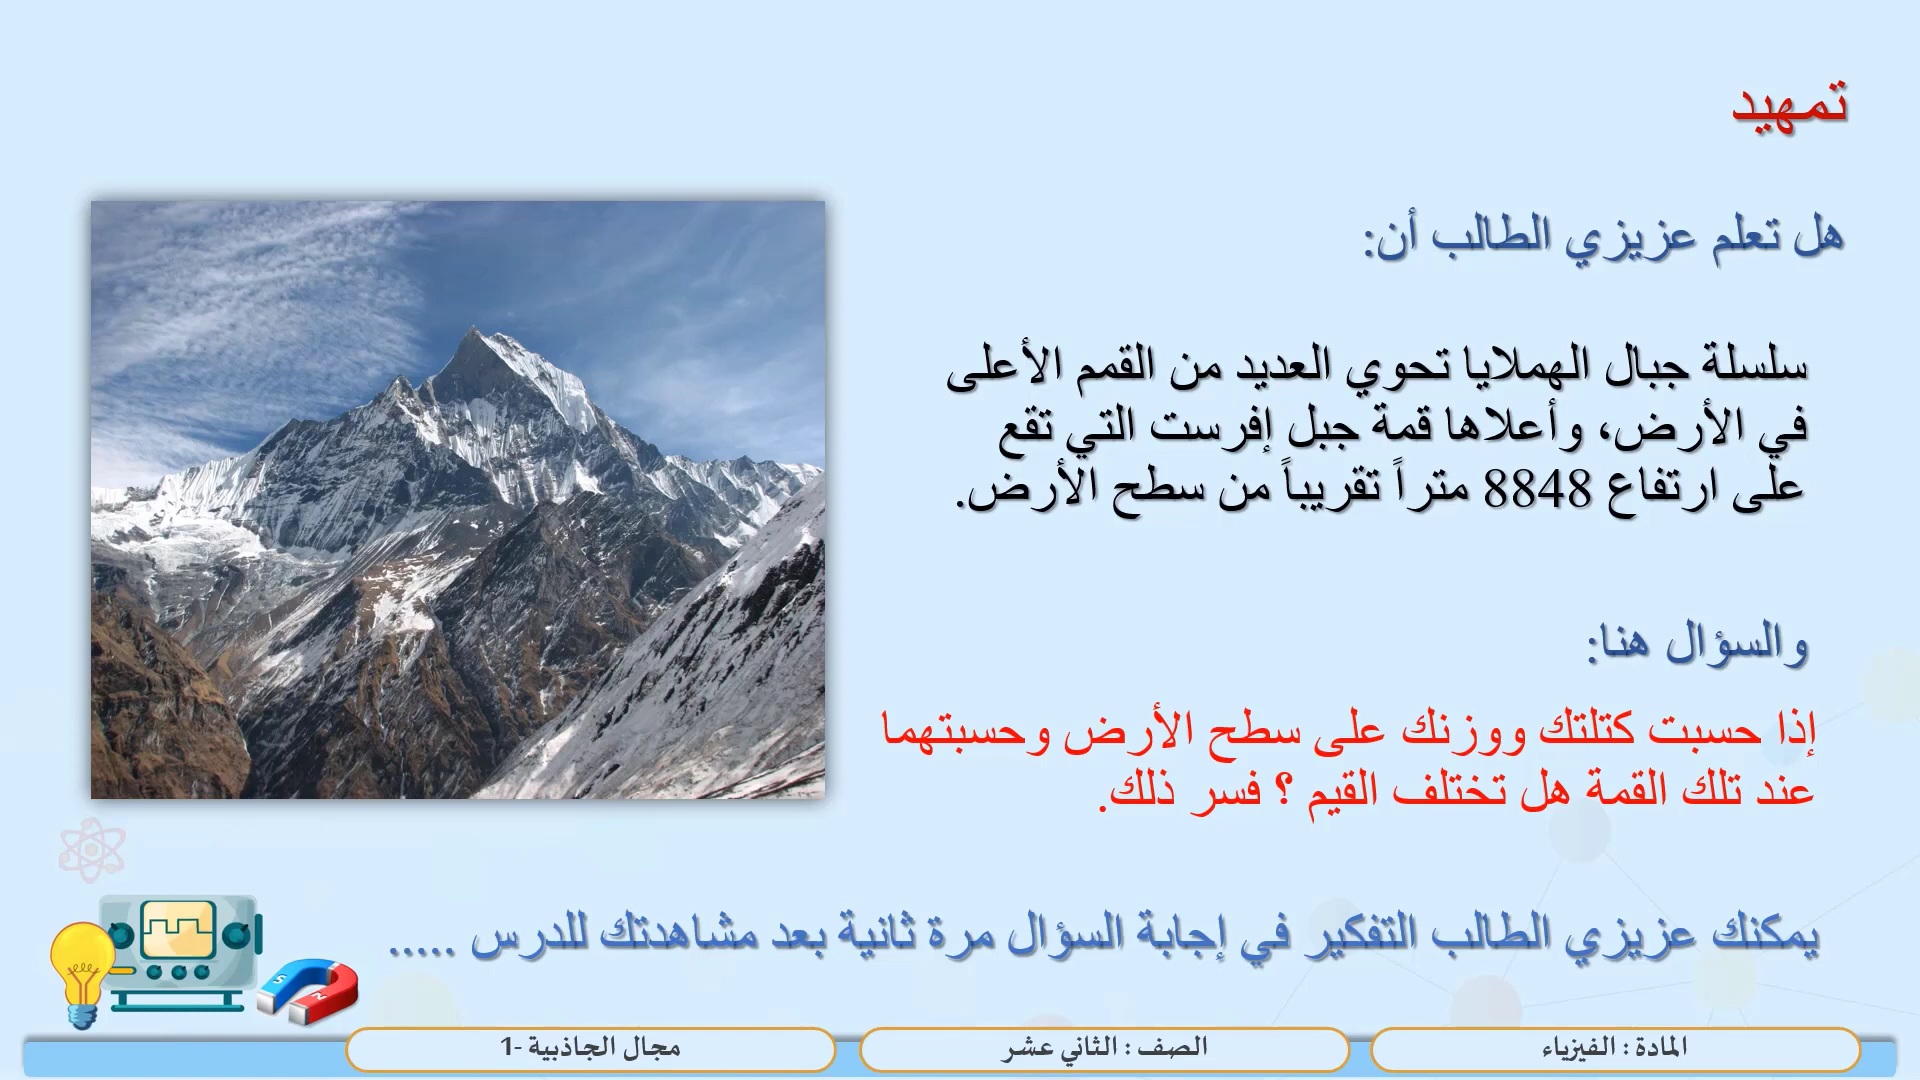 تمهيد
هل تعلم عزيزي الطالب أن:
سلسلة جبال الهملايا تحوي العديد من القمم الأعلى
في الأرض، وأعلاها قمة جبل إفرست التي تقع
على ارتفاع 8848 متراً تقريباً من سطح الأرض.
والسؤال هنا:
إذا حسبت كتلتك ووزنك على سطح الأرض وحسبتهما
عند تلك القمة هل تختلف القيم ؟ فسر ذلك.
يمكنك عزيزي الطالب التفكير في إجابة السؤال مرة ثانية بعد مشاهدتك للدرس .....
S
N
المادة : الفيزياء
الصف : الثاني عشر
مجال الجاذبية -1